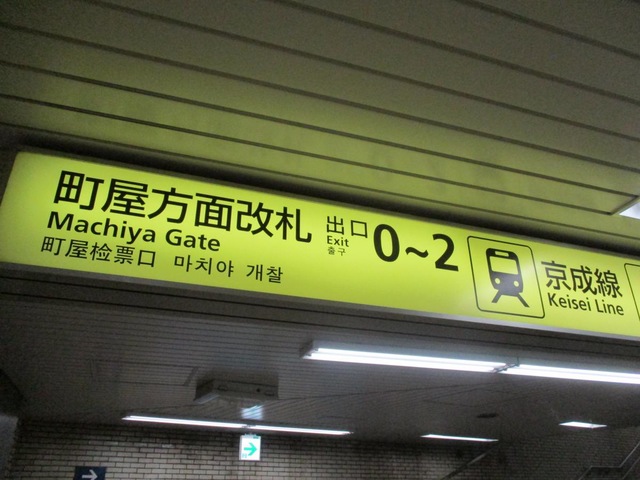 町屋方面改札
Machiya Gate
町屋检票口 마치야 개찰
出口
Exit
출구
0~2
京成線
Keisei Line